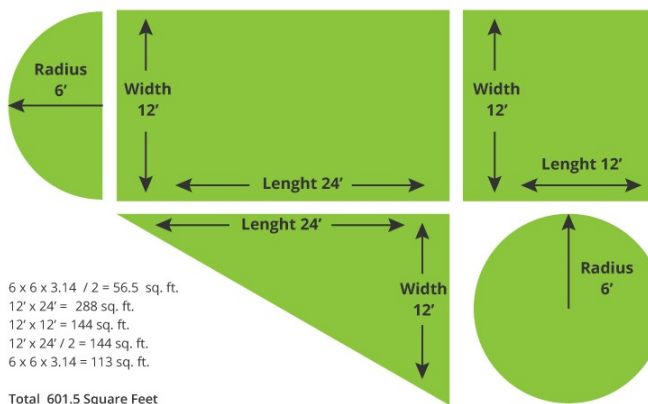 Radius
6’
Width
12’
Lenght 24’
Width
12’
Lenght 12’
Lenght 24’
Width
12’
Radius
6’
6 x 6 x 3.14 / 2 = 56.5 sq. ft.
12’ x 24’ = 288 sq. ft.
12’ x 12’ = 144 sq. ft.
12’ x 24’ / 2 = 144 sq. ft.
6 x 6 x 3.14 = 113 sq. ft.
Total 601.5 Square Feet